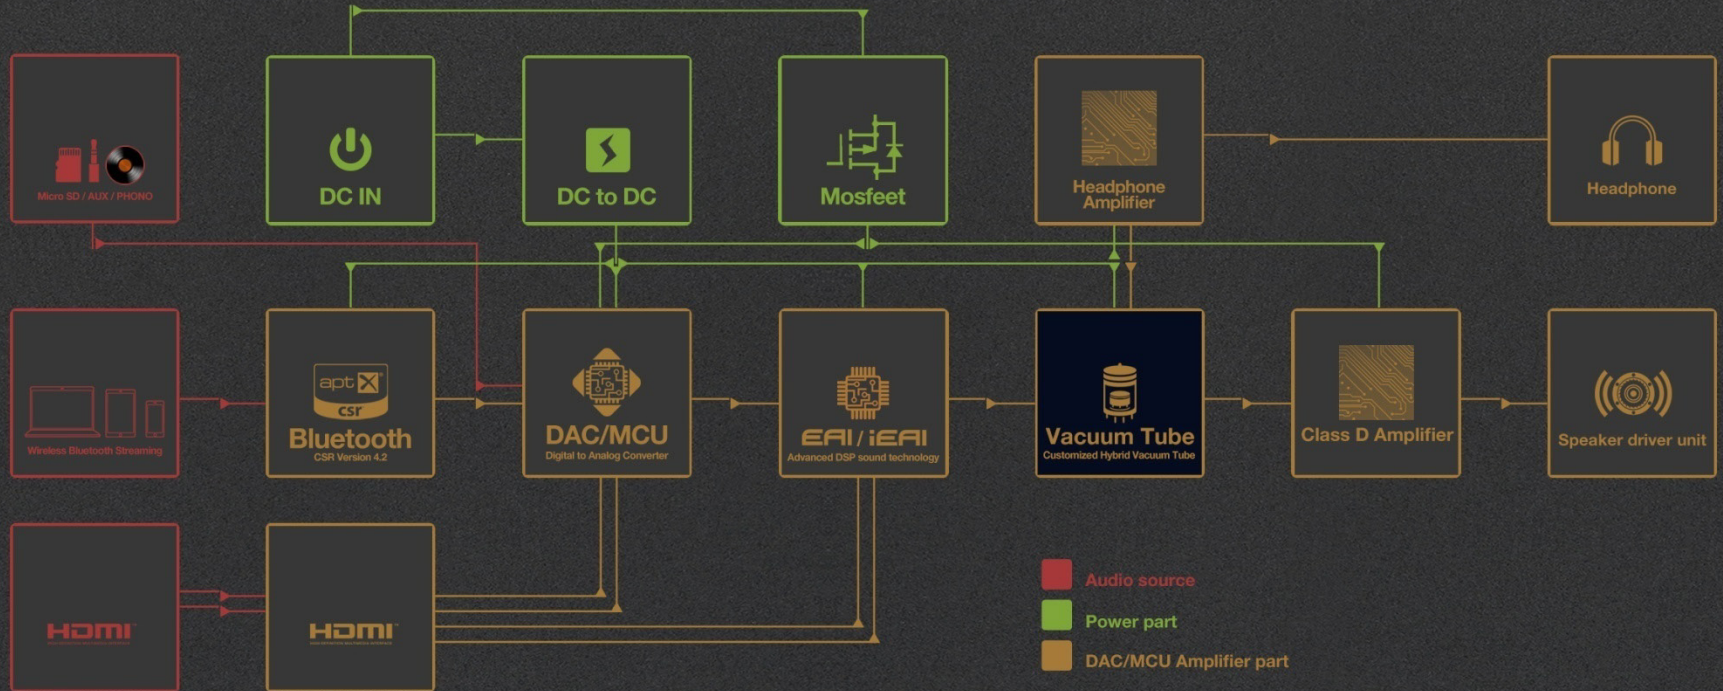 Micro SD / AUX / PHONO
DC IN
DC to DC
Mosfeet
Headphone
Amplifier
Headphone
Wireless Bluetooth Streaming
aptX
csr
Bluetooth
CSR Version 4.2
DAC/MCU
Digital to Analog Converter
EAI / iEAI
Advanced DSP sound technology
Vacuum Tube
Customized Hybrid Vacuum Tube
Class D Amplifier
Speaker driver unit
HDMI
HDMI
Audio source
Power part
DAC/MCU Amplifier part